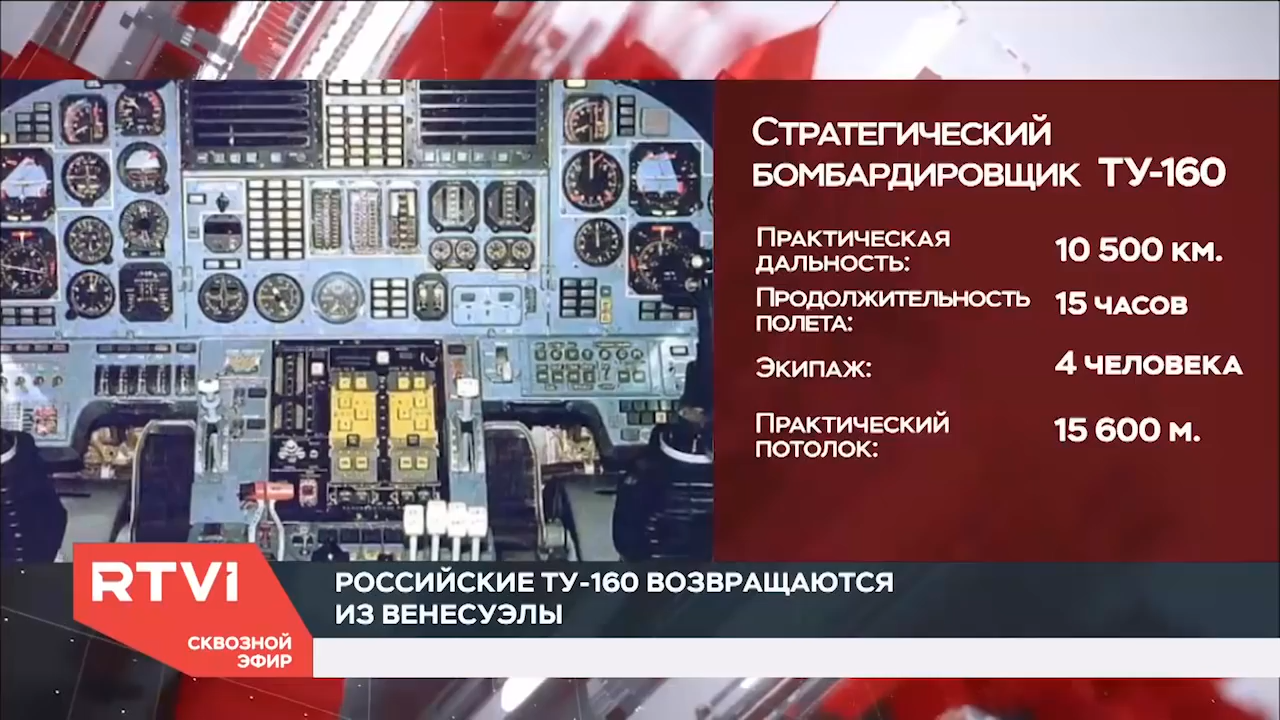 Стратегический
бомбардировщик ТУ-160
Практическая
дальность:
10 500 км.
Продолжительность
полета:
15 часов
Экипаж:
4 человека
Практический
потолок:
15 600 м.
RTVi
СКВОЗНОЙ
ЭФИР
РОССИЙСКИЕ ТУ-160 ВОЗВРАЩАЮТСЯ
ИЗ ВЕНЕСУЭЛЫ